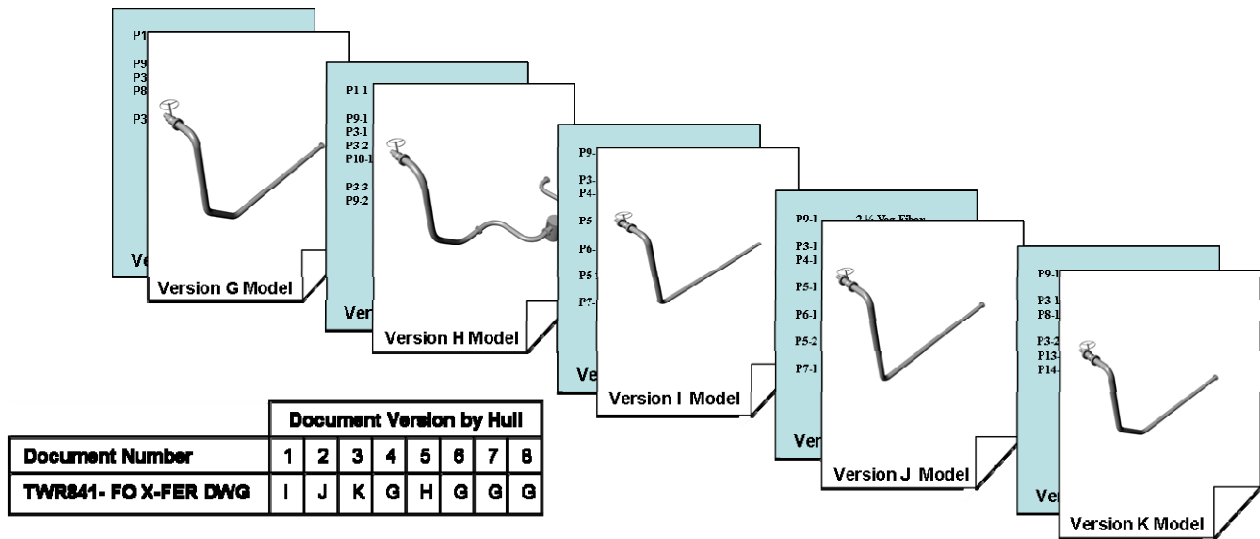 P1
P9
P3
P8
P3
Ve
Version G Model
P1 1
P9-1
P3-1
P3 2
P10-1
P3-3
P9-2
Ver
Version H Model
P9-
P3-
P4-
P5
P6-
P5
P7-
Ve
Version I Model
P9-1
P3-1
P4-1
P5-1
P6-1
P5-2
P7-1
Ver
Version J Model
P9-1
P3 1
P8-1
P3-2
P13-
P14-
Ve
Version K Model
Document Version by Hull
Document Number 1 2 3 4 5 6 7 8
TWR841- FO X-FER DWG I J K G H G G G